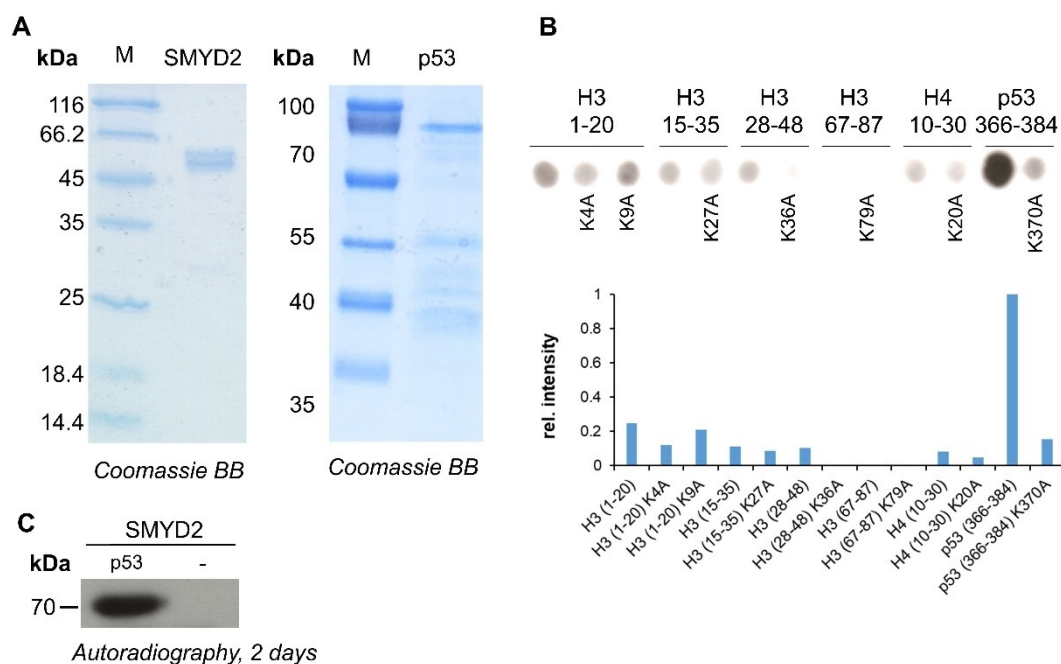 A
kDa M SMYD2
116
66.2
45
35
25
18.4
14.4
Coomassie BB
kDa M p53
100
70
55
40
35
Coomassie BB
B
H3 H3 H3 H3 H4 p53
1-20 15-35 28-48 67-87 10-30 366-384
K4A K9A K27A K36A K79A K20A K370A
rel. intensity
1
0.8
0.6
0.4
0.2
0
H3 (1-20)
H3 (1-20) K4A
H3 (1-20) K9A
H3 (15-35)
H3 (15-35) K27A
H3 (28-48)
H3 (28-48) K36A
H3 (67-87)
H3 (67-87) K79A
H4 (10-30)
H4 (10-30) K20A
p53 (366-384)
p53 (366-384) K370A
C
SMYD2
kDa p53 -
70
Autoradiography, 2 days